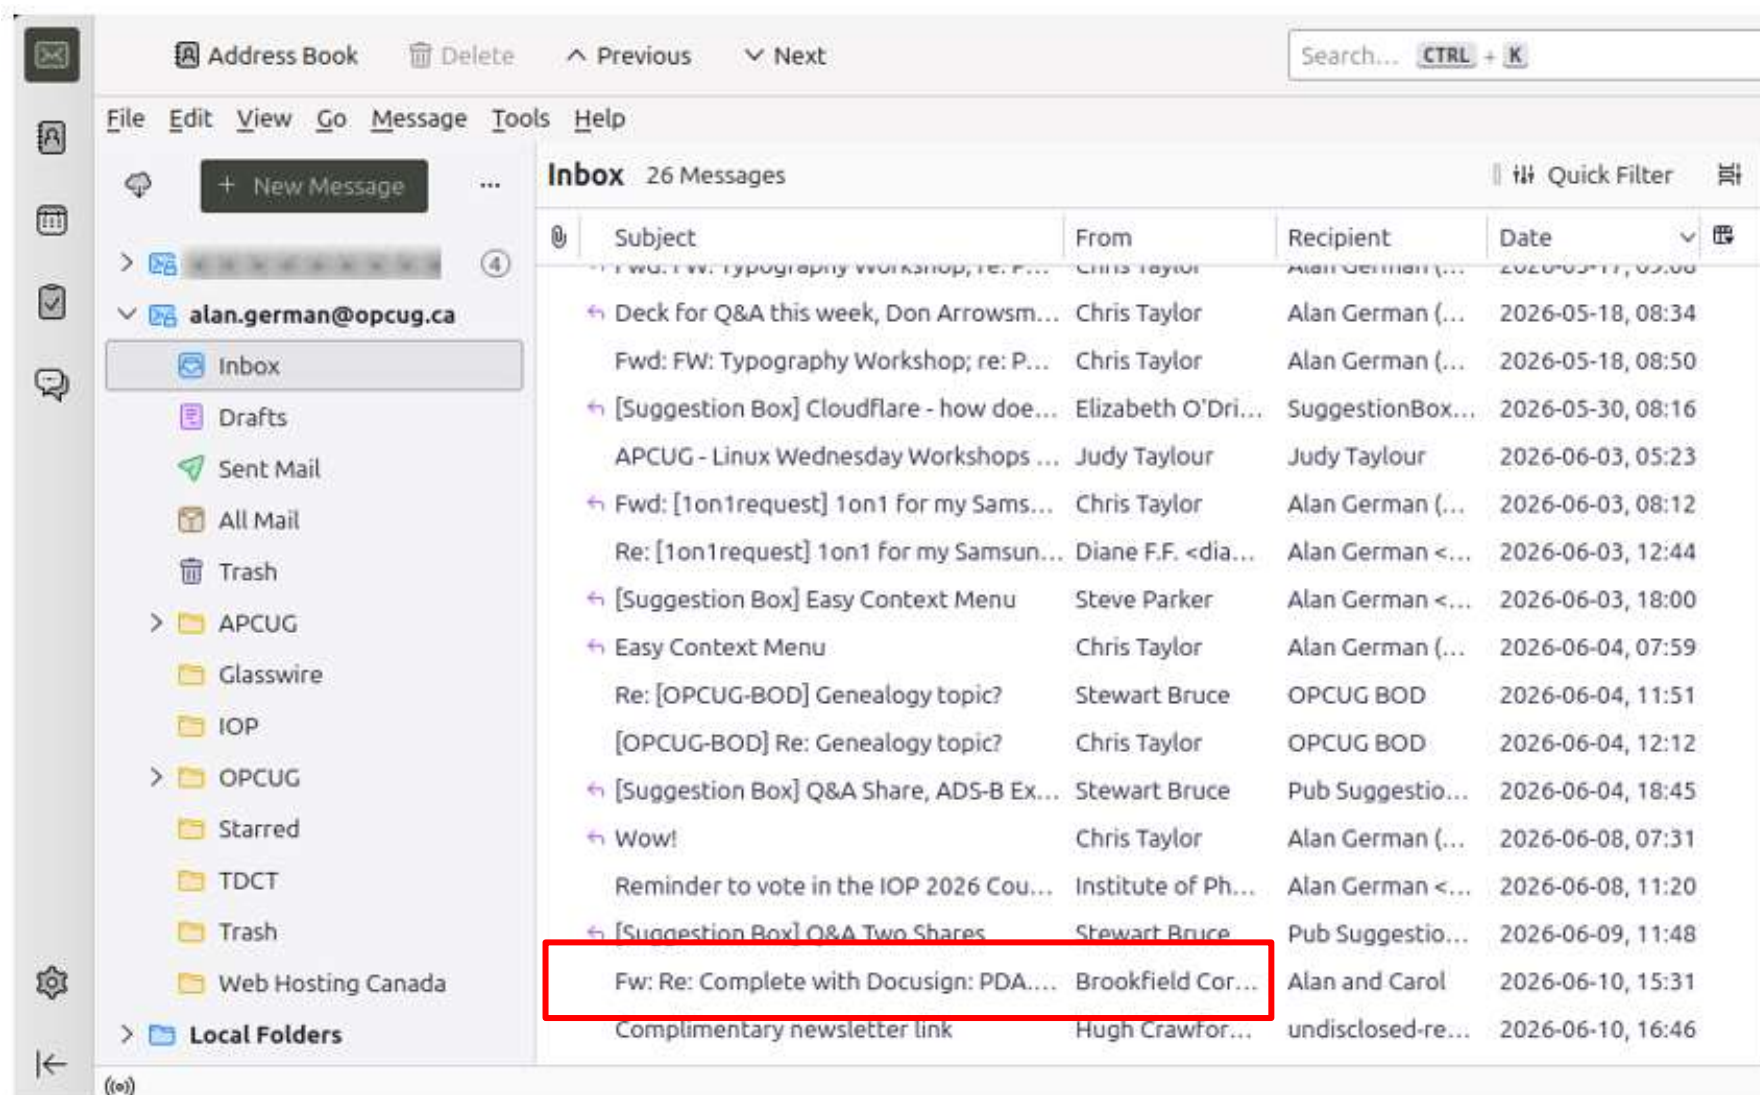 Address Book Delete Previous Next Search... CTRL + K
File Edit View Go Message Tools Help
+ New Message ...
4
alan.german@opcug.ca
Inbox
Drafts
Sent Mail
All Mail
Trash
APCUG
Glasswire
IOP
OPCUG
Starred
TDCT
Trash
Web Hosting Canada
Local Folders
Inbox 26 Messages Quick Filter
Subject From Recipient Date
Fwd: FW: Typography Workshop; re: P... Chris Taylor Alan German (...
Deck for Q&A this week, Don Arrowsm... Chris Taylor Alan German (... 2026-05-18, 08:34
Fwd: FW: Typography Workshop; re: P... Chris Taylor Alan German (... 2026-05-18, 08:50
[Suggestion Box] Cloudflare - how doe... Elizabeth O'Dri... SuggestionBox... 2026-05-30, 08:16
APCUG - Linux Wednesday Workshops ... Judy Taylour Judy Taylour 2026-06-03, 05:23
Fwd: [1on1request] 1on1 for my Sams... Chris Taylor Alan German (... 2026-06-03, 08:12
Re: [1on1request] 1on1 for my Samsun... Diane F.F. <dia... Alan German <... 2026-06-03, 12:44
[Suggestion Box] Easy Context Menu Steve Parker Alan German <... 2026-06-03, 18:00
Easy Context Menu Chris Taylor Alan German (... 2026-06-04, 07:59
Re: [OPCUG-BOD] Genealogy topic? Stewart Bruce OPCUG BOD 2026-06-04, 11:51
[OPCUG-BOD] Re: Genealogy topic? Chris Taylor OPCUG BOD 2026-06-04, 12:12
[Suggestion Box] Q&A Share, ADS-B Ex... Stewart Bruce Pub Suggestio... 2026-06-04, 18:45
Wow! Chris Taylor Alan German (... 2026-06-08, 07:31
Reminder to vote in the IOP 2026 Cou... Institute of Ph... Alan German <... 2026-06-08, 11:20
[Suggestion Box] Q&A Two Shares Stewart Bruce Pub Suggestio... 2026-06-09, 11:48
Fw: Re: Complete with Docusign: PDA.... Brookfield Cor... Alan and Carol 2026-06-10, 15:31
Complimentary newsletter link Hugh Crawfor... undisclosed-re... 2026-06-10, 16:46